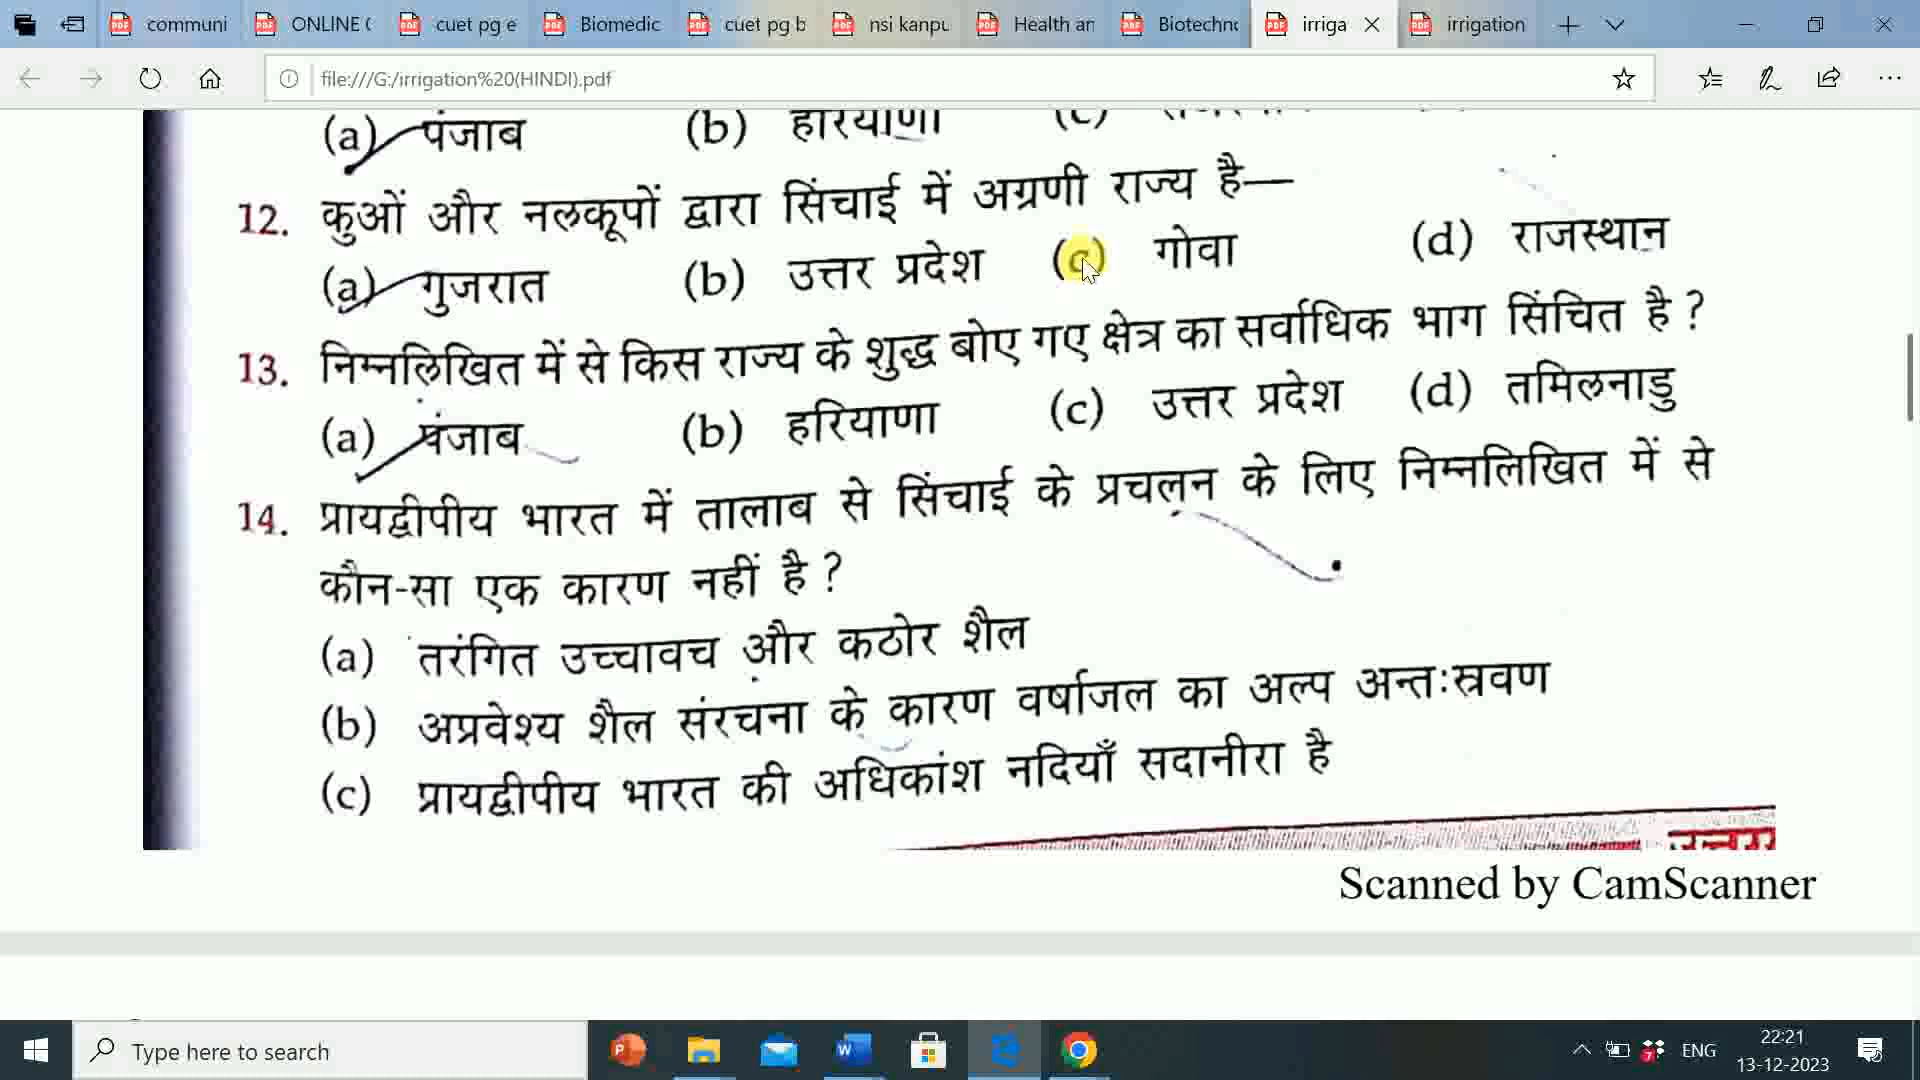 communi ONLINE ( cuet pg e Biomedic cuet pg b nsi kanpu Health an Biotechn irriga irrigation
file:///G:/irrigation%20(HINDI).pdf
(a) पंजाब (b) हरियाणा (c)
12. कुओं और नलकूपों द्वारा सिंचाई में अग्रणी राज्य है—
(a) गुजरात (b) उत्तर प्रदेश (c) गोवा (d) राजस्थान
13. निम्नलिखित में से किस राज्य के शुद्ध बोए गए क्षेत्र का सर्वाधिक भाग सिंचित है ?
(a) पंजाब (b) हरियाणा (c) उत्तर प्रदेश (d) तमिलनाडु
14. प्रायद्वीपीय भारत में तालाब से सिंचाई के प्रचलन के लिए निम्नलिखित में से
कौन-सा एक कारण नहीं है ?
(a) तरंगित उच्चावच और कठोर शैल
(b) अप्रवेश्य शैल संरचना के कारण वर्षाजल का अल्प अन्तःस्रवण
(c) प्रायद्वीपीय भारत की अधिकांश नदियाँ सदानीरा है
Scanned by CamScanner
Type here to search
ENG 22:21
13-12-2023